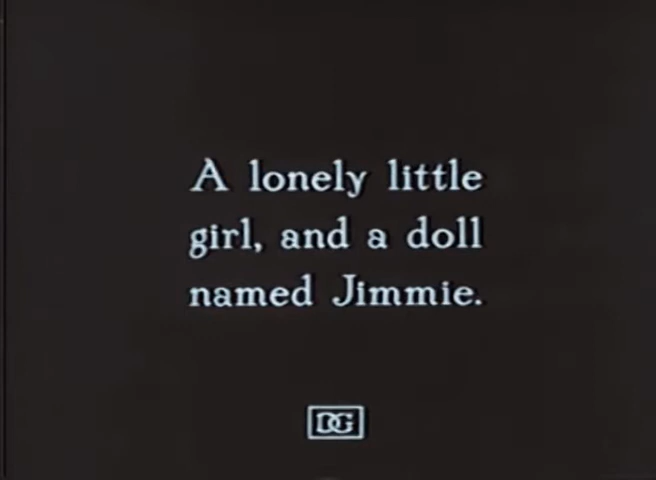 A lonely little
girl, and a doll
named Jimmie.
DG